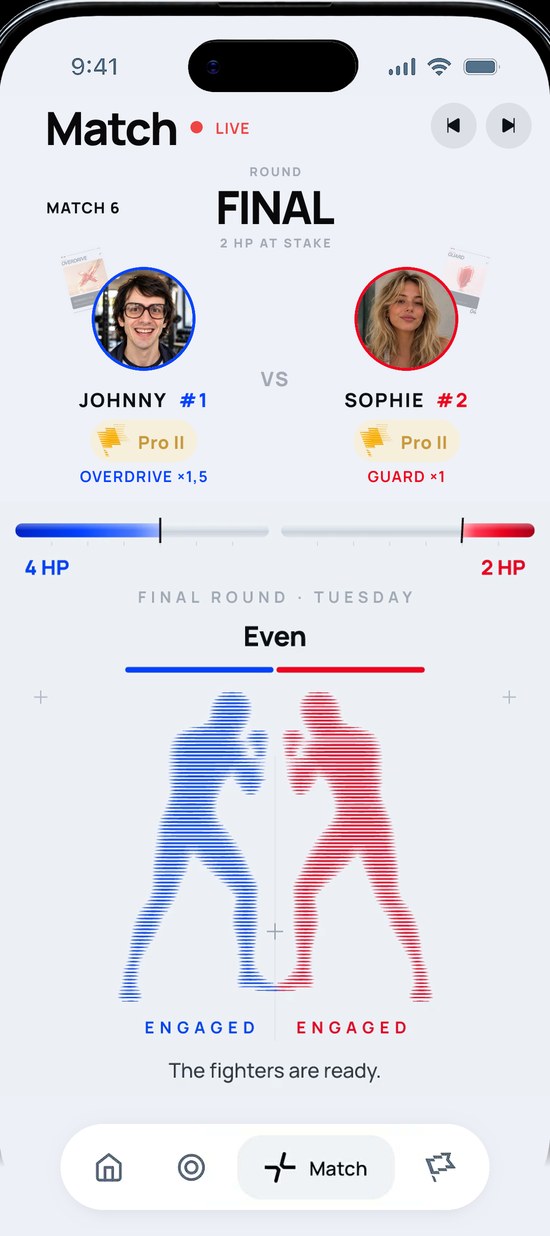 9:41
Match
LIVE
ROUND
MATCH 6
FINAL
2 HP AT STAKE
OVERDRIVE
GUARD
VS
JOHNNY #1
SOPHIE #2
Pro II
Pro II
OVERDRIVE ×1,5
GUARD ×1
4 HP
2 HP
FINAL ROUND · TUESDAY
Even
ENGAGED
ENGAGED
The fighters are ready.
Match